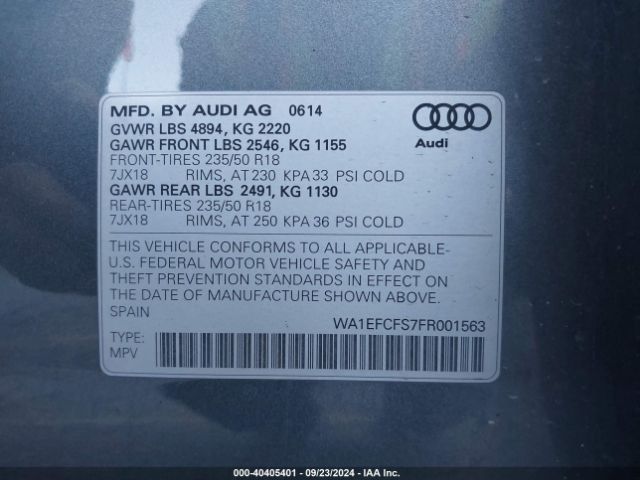 MFD. BY AUDI AG 0614
GVWR LBS 4894, KG 2220
GAWR FRONT LBS 2546, KG 1155
FRONT-TIRES 235/50 R18
7JX18 RIMS, AT 230 KPA 33 PSI COLD
GAWR REAR LBS 2491, KG 1130
REAR-TIRES 235/50 R18
7JX18 RIMS, AT 250 KPA 36 PSI COLD
Audi
THIS VEHICLE CONFORMS TO ALL APPLICABLE-
U.S. FEDERAL MOTOR VEHICLE SAFETY AND
THEFT PREVENTION STANDARDS IN EFFECT ON
THE DATE OF MANUFACTURE SHOWN ABOVE.
SPAIN
WA1EFCFS7FR001563
TYPE:
MPV
000-40405401 - 09/23/2024 - IAA Inc.